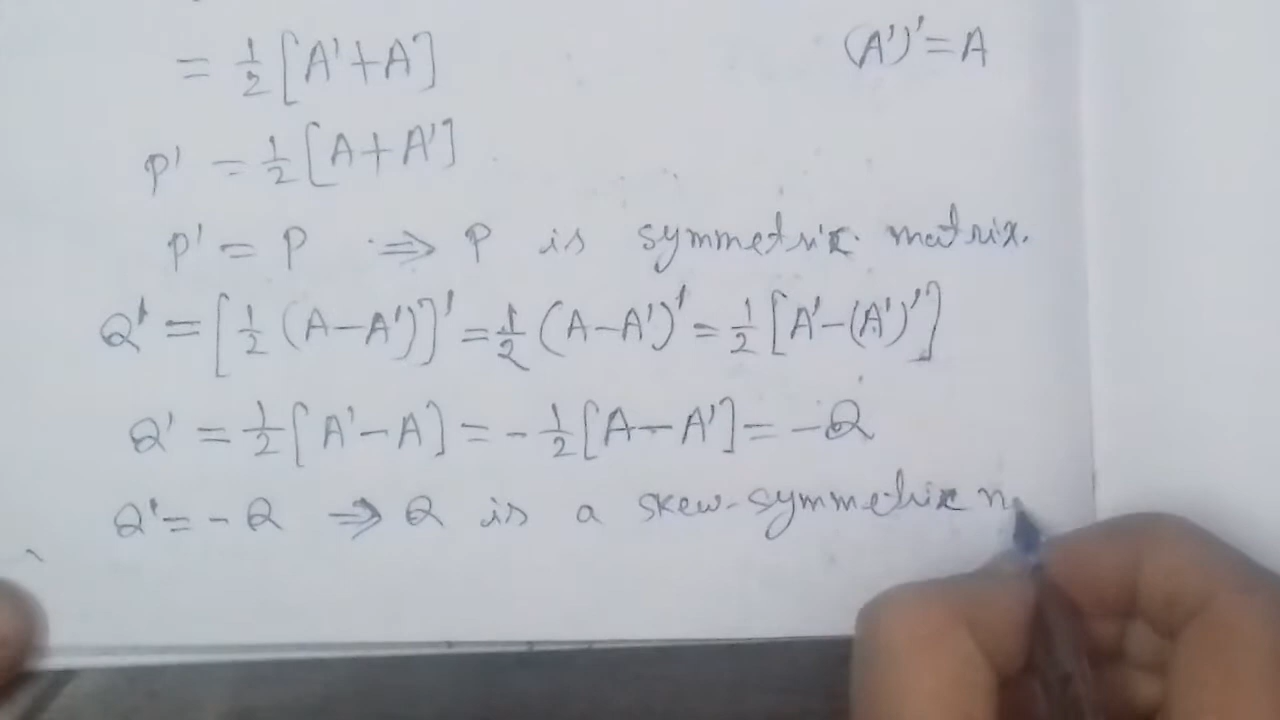 = 1/2 [A'+A]
(A')' = A
P' = 1/2 [A+A']
P' = P ⇒ P is symmetric matrix.
Q' = [1/2 (A-A')]' = 1/2 (A-A')' = 1/2 [A'-(A')']
Q' = 1/2 [A'-A] = -1/2 [A-A'] = -Q
Q' = -Q ⇒ Q is a skew-symmetric